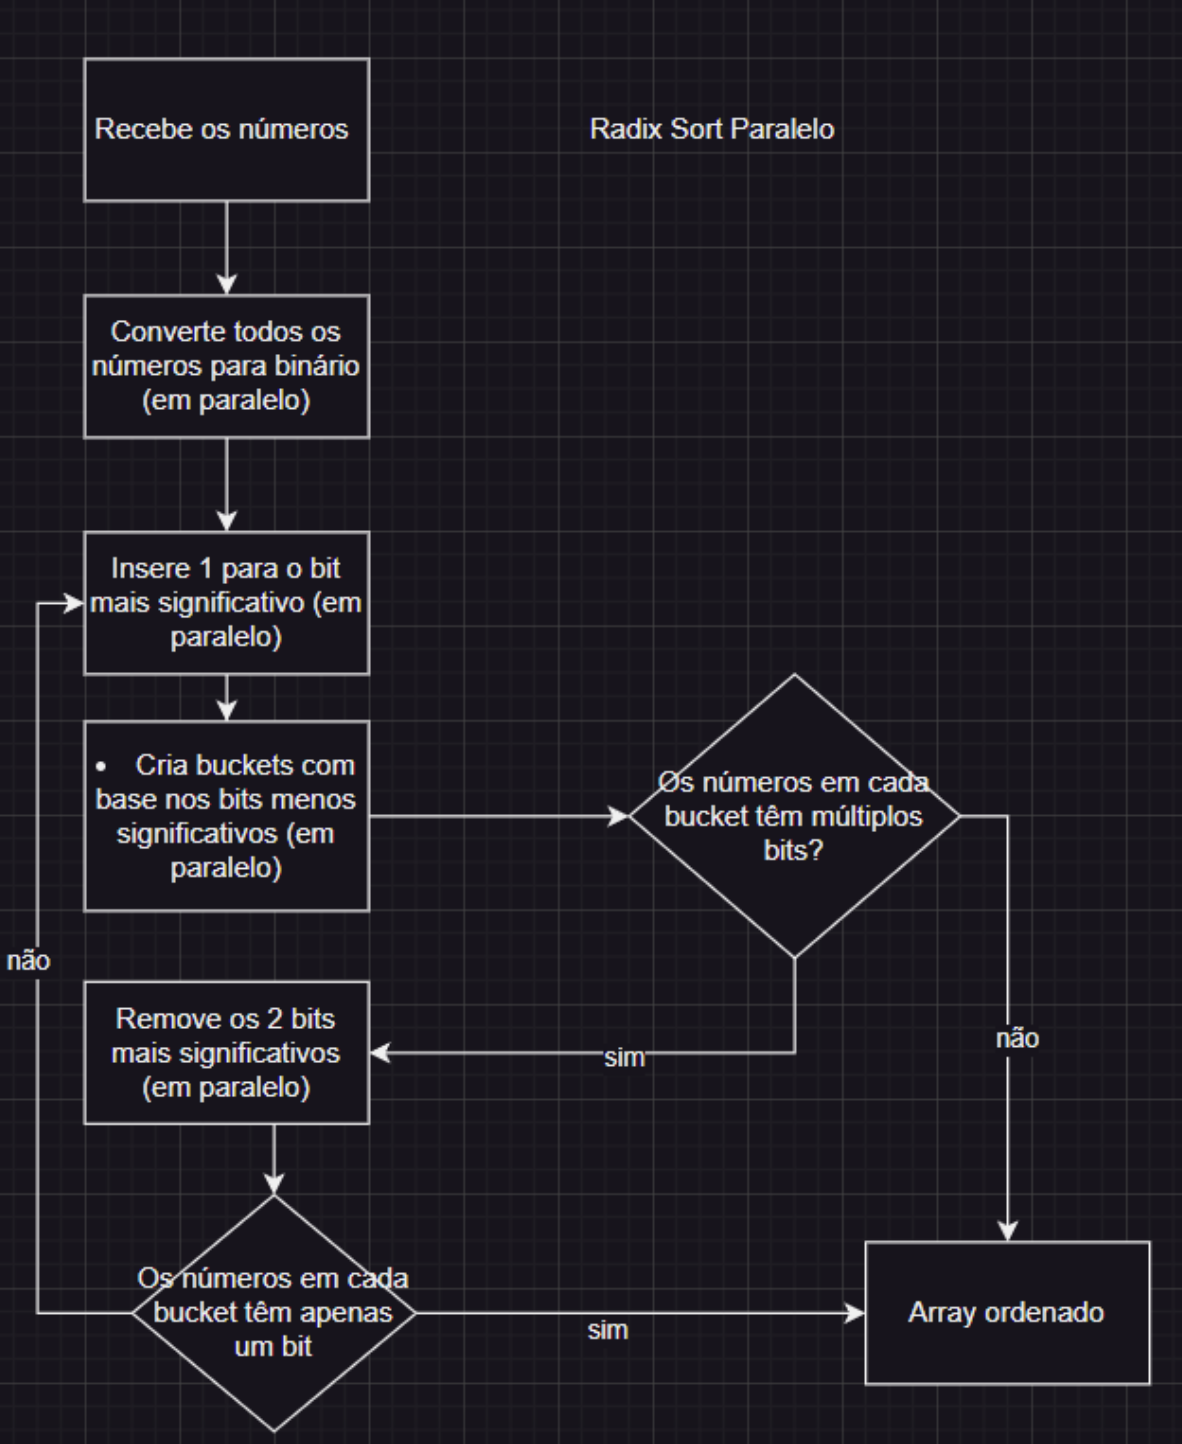 Recebe os números
Radix Sort Paralelo
Converte todos os
números para binário
(em paralelo)
Insere 1 para o bit
mais significativo (em
paralelo)
• Cria buckets com
base nos bits menos
significativos (em
paralelo)
Os números em cada
bucket têm múltiplos
bits?
não
Remove os 2 bits
mais significativos
(em paralelo)
sim
não
Os números em cada
bucket têm apenas
um bit
sim
Array ordenado